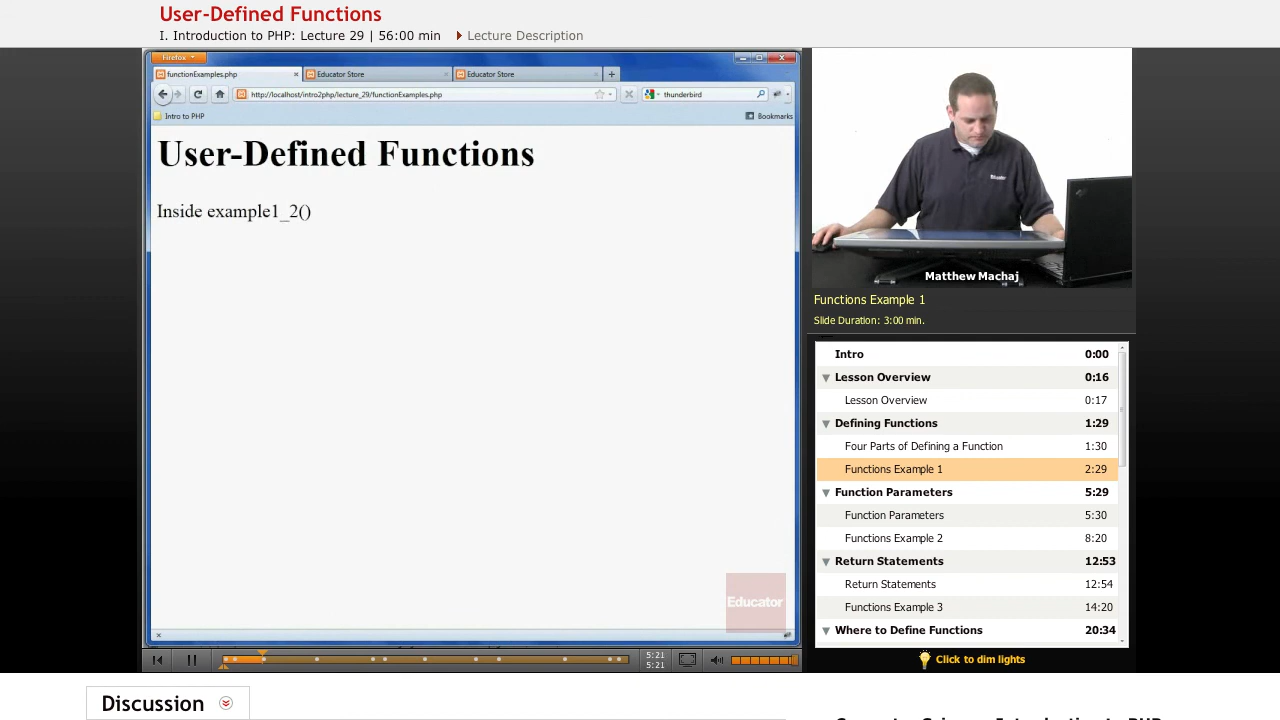 User-Defined Functions
I. Introduction to PHP: Lecture 29 | 56:00 min
Lecture Description
Firefox
functionExamples.php
Educator Store
Educator Store
http://localhost/intro2php/lecture_29/functionExamples.php
thunderbird
Intro to PHP
Bookmarks
User-Defined Functions
Inside example1_2()
Educator
Matthew Machaj
Functions Example 1
Slide Duration: 3:00 min.
Intro 0:00
Lesson Overview 0:16
Lesson Overview 0:17
Defining Functions 1:29
Four Parts of Defining a Function 1:30
Functions Example 1 2:29
Function Parameters 5:29
Function Parameters 5:30
Functions Example 2 8:20
Return Statements 12:53
Return Statements 12:54
Functions Example 3 14:20
Where to Define Functions 20:34
5:21
5:21
Click to dim lights
Discussion
Computer Science: Introduction to PHP